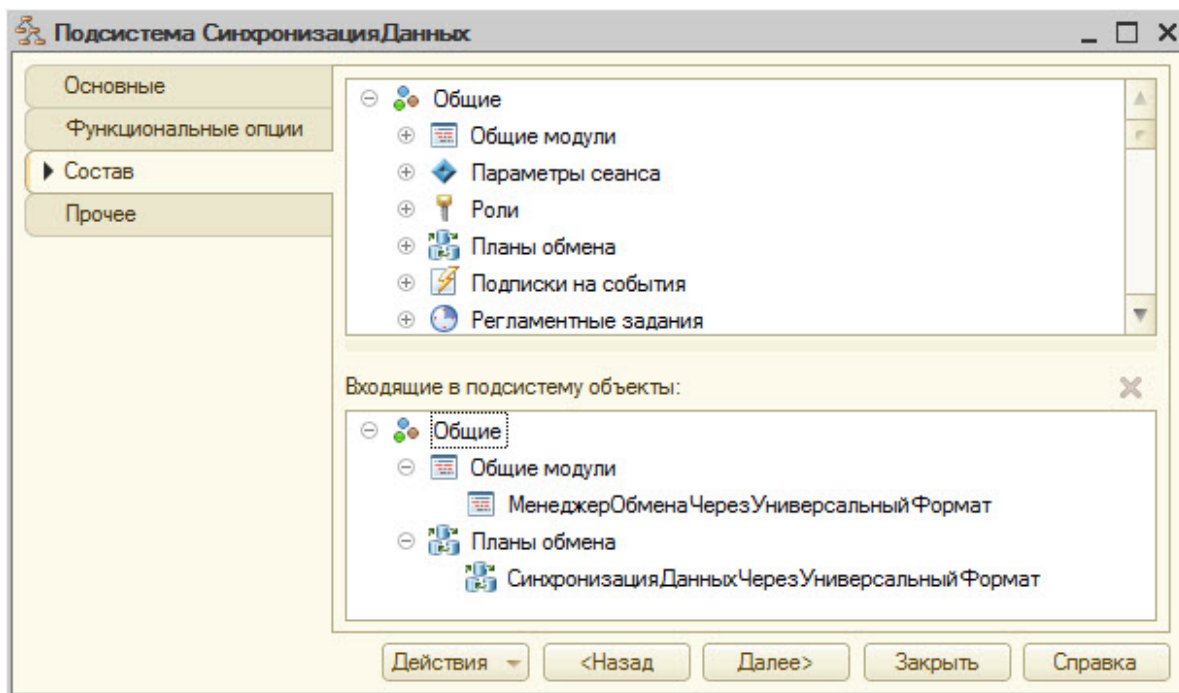 Подсистема СинхронизацияДанных
Основные
Функциональные опции
Состав
Прочее
Общие
Общие модули
Параметры сеанса
Роли
Планы обмена
Подписки на события
Регламентные задания
Входящие в подсистему объекты:
Общие
Общие модули
МенеджерОбменаЧерезУниверсальныйФормат
Планы обмена
СинхронизацияДанныхЧерезУниверсальныйФормат
Действия <Назад Далее> Закрыть Справка